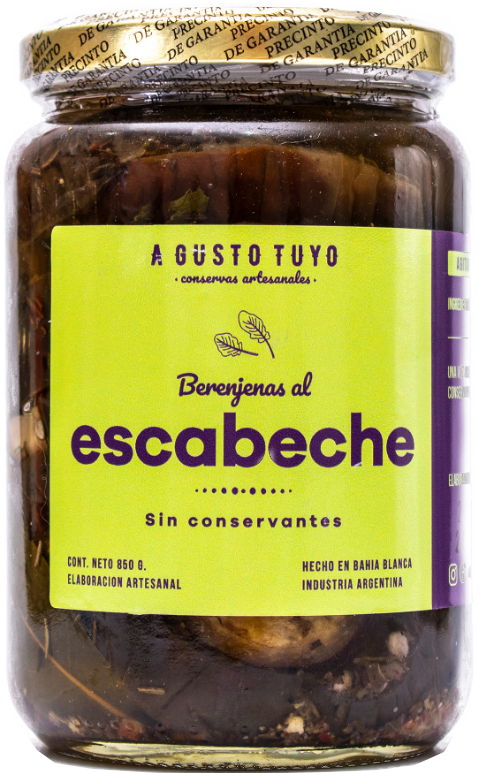 PRECINTO
DE GARANTIA
A GUSTO TUYO
· conservas artesanales ·
Berenjenas al
escabeche
Sin conservantes
CONT. NETO 850 G.
ELABORACION ARTESANAL
HECHO EN BAHIA BLANCA
INDUSTRIA ARGENTINA